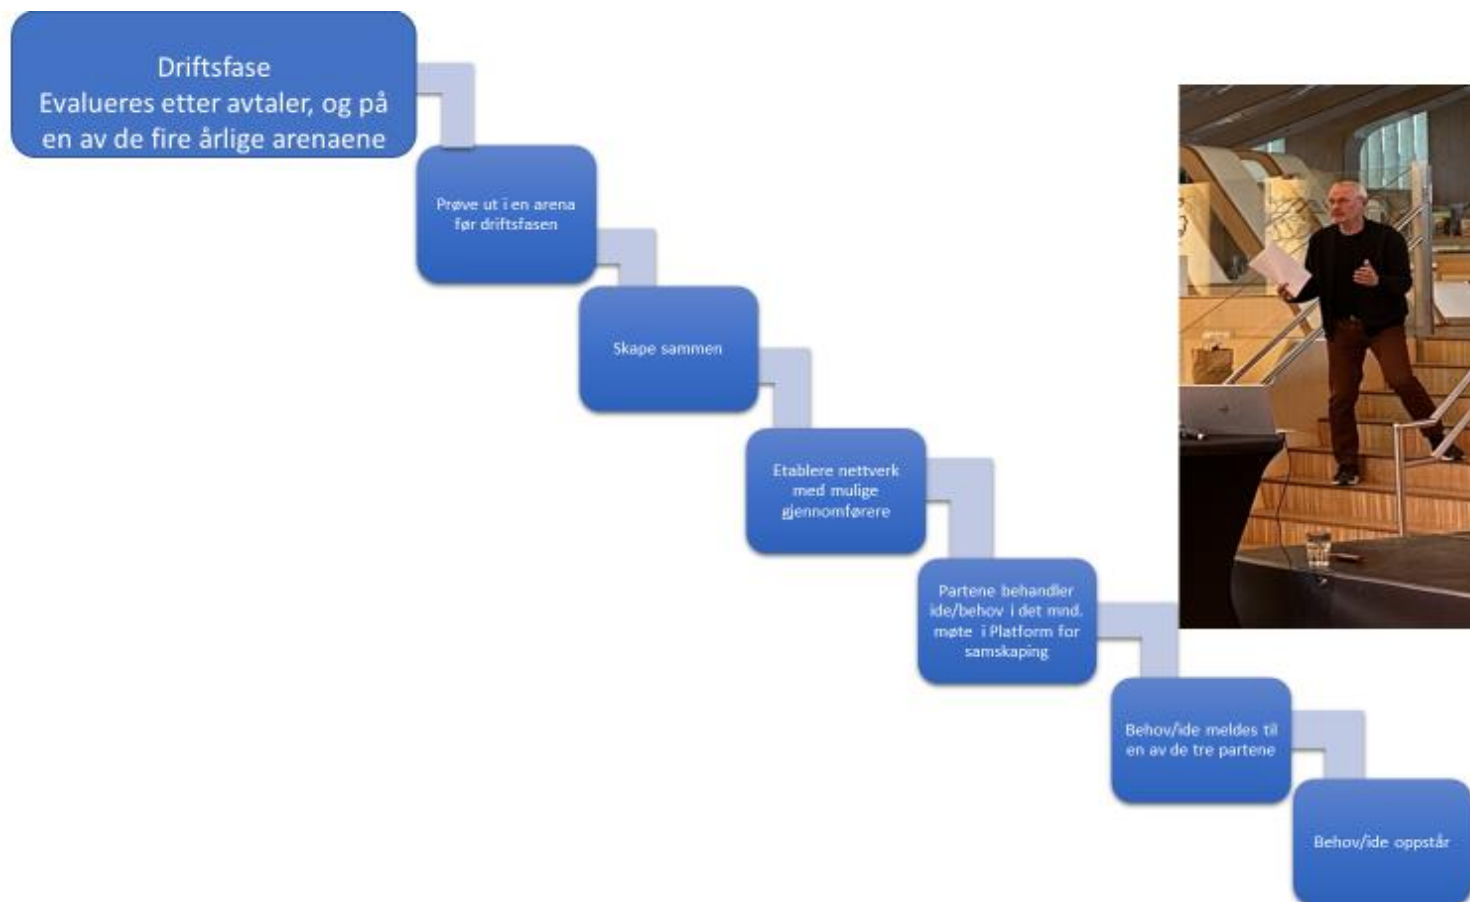 Driftsfase
Evalueres etter avtaler, og på
en av de fire årlige arenaene
Prøve ut i en arena
før driftsfasen
Skape sammen
Etablere nettverk
med mulige
gjennomførere
Partene behandler
ide/behov i det mnd.
møte i Platform for
samskaping
Behov/ide meldes til
en av de tre partene
Behov/ide oppstår